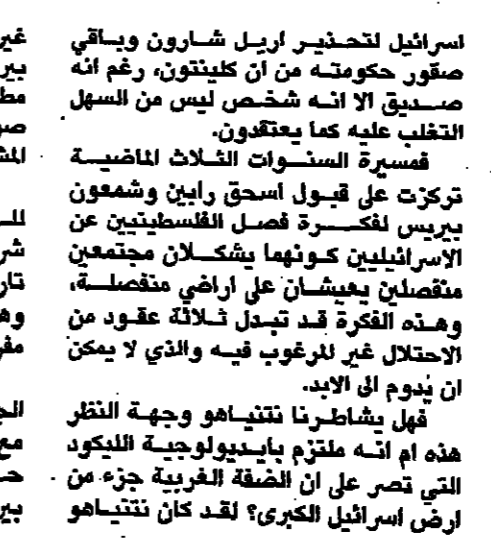 اسرائيل لتحذير اريل شارون وباقي
صقور حكومته من ان كلينتون، رغم انه
صديق الا انه شخص ليس من السهل
التغلب عليه كما يعتقدون.
فمسيرة السنوات الثلاث الماضية
تركزت على قبول اسحق رابين وشمعون
بيريس لفكرة فصل الفلسطينيين عن
الاسرائيليين كونهما يشكلان مجتمعين
منفصلين يعيشان على اراضي منفصلة،
وهذه الفكرة قد تبدل ثلاثة عقود من
الاحتلال غير المرغوب فيه والذي لا يمكن
ان يدوم الى الابد.
فهل يشاطرنا نتنياهو وجهة النظر
هذه ام انه ملتزم بايديولوجية الليكود
التي تصر على ان الضفة الغربية جزء من
ارض اسرائيل الكبرى؟ لقد كان نتنياهو
غير